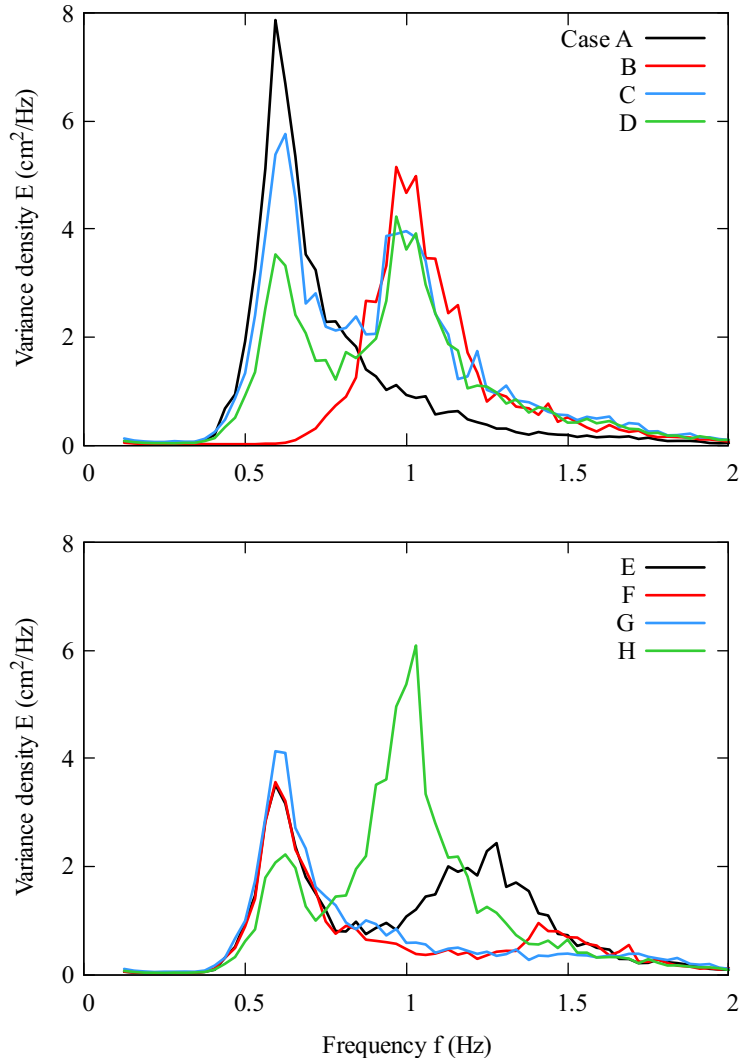 8
6
4
2
0
Variance density E (cm²/Hz)
Case A
B
C
D
0 0.5 1 1.5 2
8
6
4
2
0
Variance density E (cm²/Hz)
E
F
G
H
0 0.5 1 1.5 2
Frequency f (Hz)